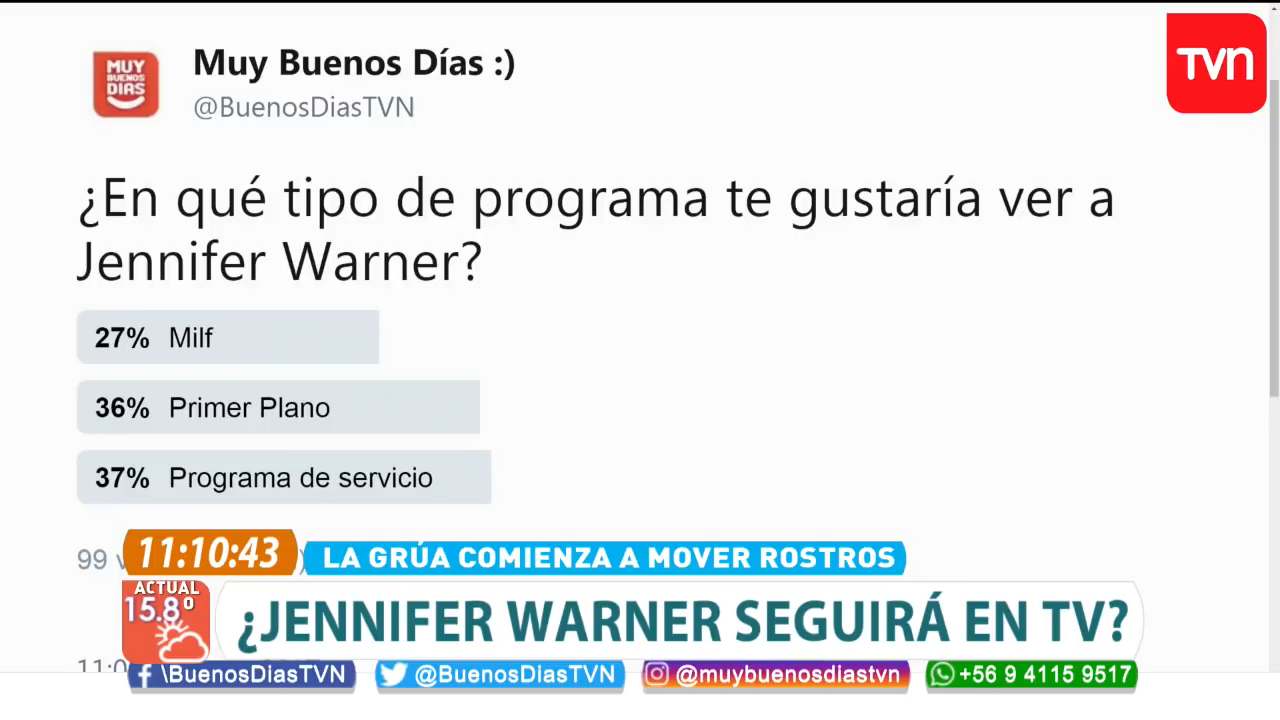 MUY
BUENOS
DIAS
Muy Buenos Días :)
@BuenosDiasTVN
TVN
¿En qué tipo de programa te gustaría ver a
Jennifer Warner?
27% Milf
36% Primer Plano
37% Programa de servicio
99
11:10:43
LA GRÚA COMIENZA A MOVER ROSTROS
ACTUAL
15.8º
¿JENNIFER WARNER SEGUIRÁ EN TV?
\BuenosDiasTVN
@BuenosDiasTVN
@muybuenosdiastvn
+56 9 4115 9517